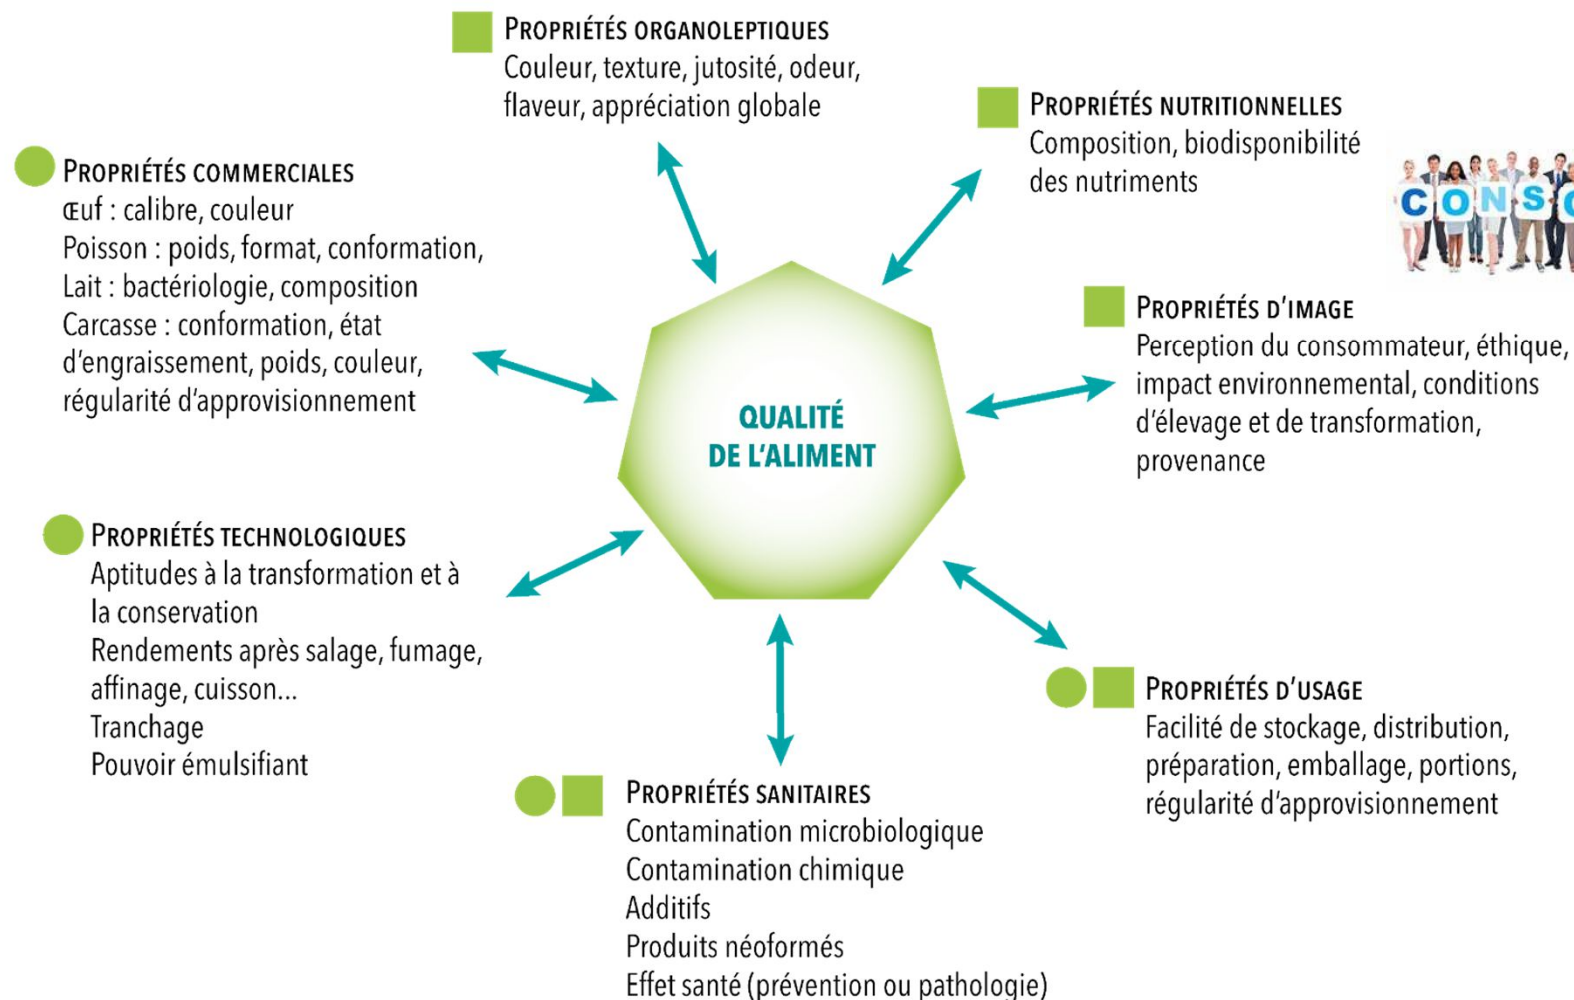 PROPRIÉTÉS ORGANOLEPTIQUES
Couleur, texture, jutosité, odeur,
flaveur, appréciation globale
PROPRIÉTÉS NUTRITIONNELLES
Composition, biodisponibilité
des nutriments
CONSO
PROPRIÉTÉS D'IMAGE
Perception du consommateur, éthique,
impact environnemental, conditions
d'élevage et de transformation,
provenance
PROPRIÉTÉS D'USAGE
Facilité de stockage, distribution,
préparation, emballage, portions,
régularité d'approvisionnement
PROPRIÉTÉS SANITAIRES
Contamination microbiologique
Contamination chimique
Additifs
Produits néoformés
Effet santé (prévention ou pathologie)
PROPRIÉTÉS TECHNOLOGIQUES
Aptitudes à la transformation et à
la conservation
Rendements après salage, fumage,
affinage, cuisson...
Tranchage
Pouvoir émulsifiant
PROPRIÉTÉS COMMERCIALES
Œuf : calibre, couleur
Poisson : poids, format, conformation,
Lait : bactériologie, composition
Carcasse : conformation, état
d'engraissement, poids, couleur,
régularité d'approvisionnement
QUALITÉ
DE L'ALIMENT